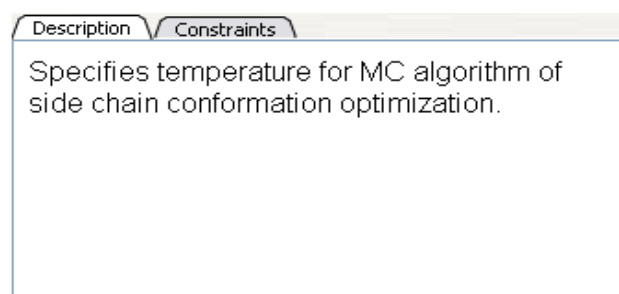 Description Constraints
Specifies temperature for MC algorithm of
side chain conformation optimization.